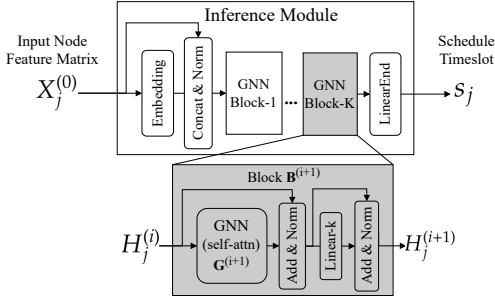 Inference Module
Input Node
Feature Matrix
X_j^{(0)}
Embedding
Concat & Norm
GNN
Block-1
...
GNN
Block-K
LinearEnd
Schedule
Timeslot
s_j
Block B^{(i+1)}
H_j^{(i)}
GNN
(self-attn)
G^{(i+1)}
Add & Norm
Linear-k
Add & Norm
H_j^{(i+1)}